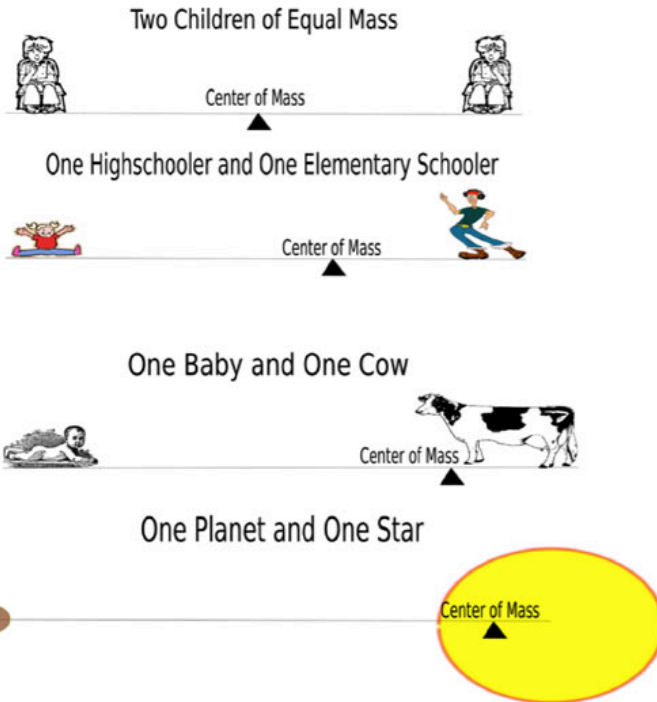 Two Children of Equal Mass
Center of Mass
One Highschooler and One Elementary Schooler
Center of Mass
One Baby and One Cow
Center of Mass
One Planet and One Star
Center of Mass